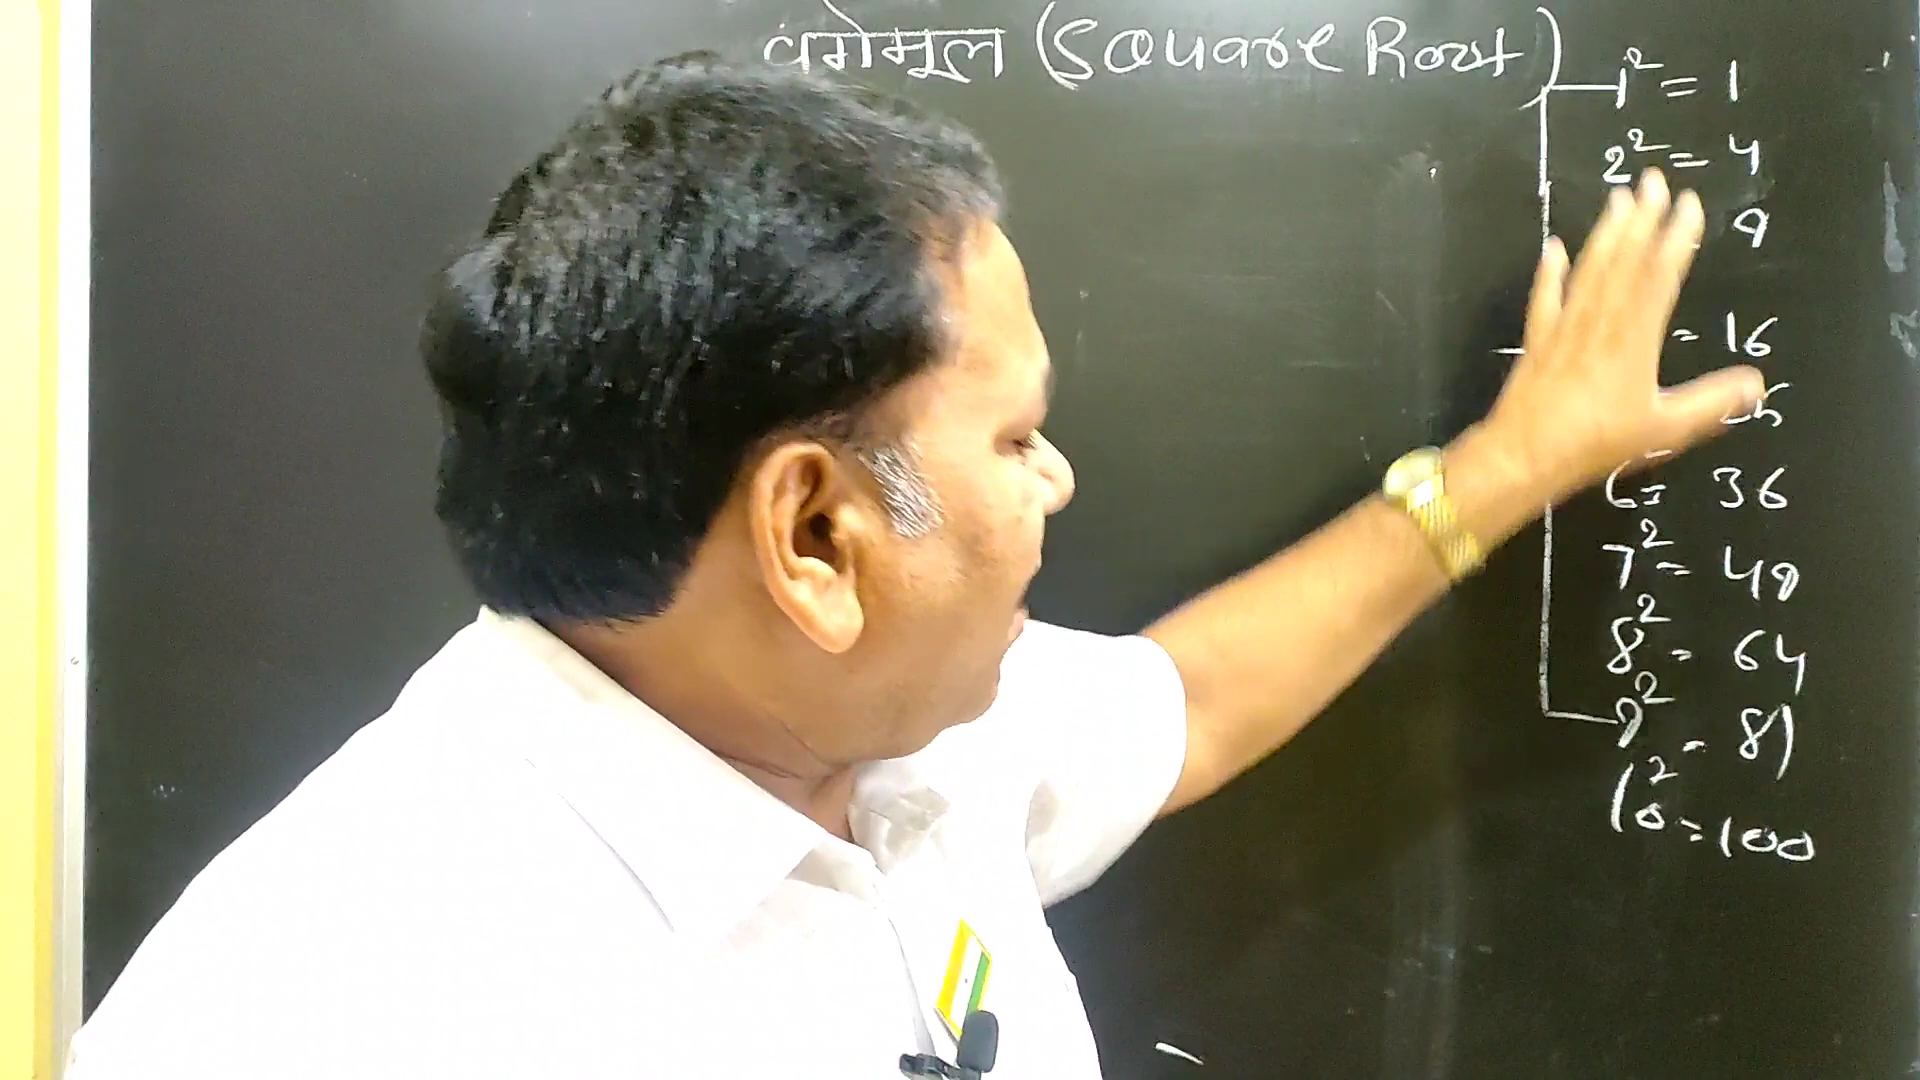 वर्गमूल (Square Root)
1² = 1
2² = 4
9
= 16
6² = 36
7² = 49
8² = 64
9² = 81
10² = 100